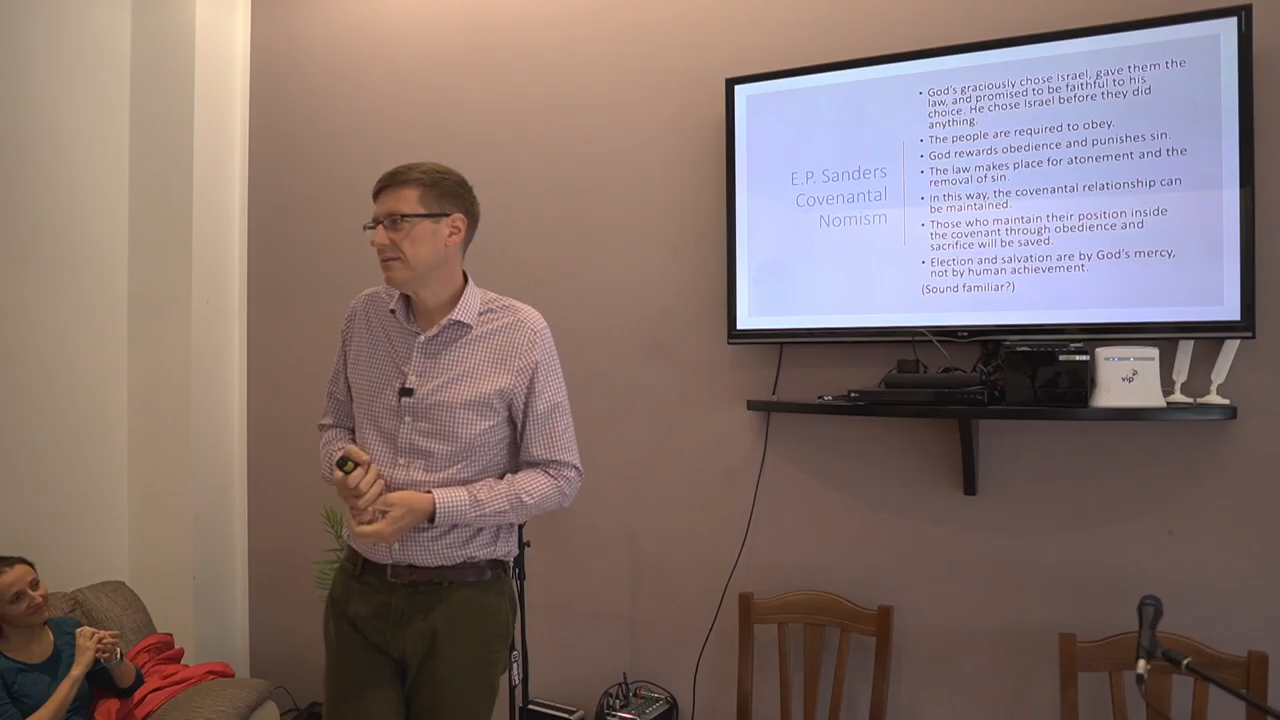 E.P. Sanders
Covenantal
Nomism
• God's graciously chose Israel, gave them the
law, and promised to be faithful to his
choice. He chose Israel before they did
anything.
• The people are required to obey.
• God rewards obedience and punishes sin.
• The law makes place for atonement and the
removal of sin.
• In this way, the covenantal relationship can
be maintained.
• Those who maintain their position inside
the covenant through obedience and
sacrifice will be saved.
• Election and salvation are by God's mercy,
not by human achievement.
(Sound familiar?)
vip